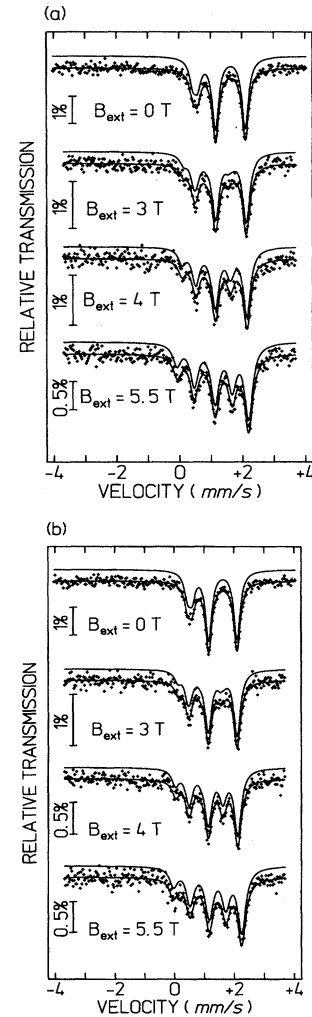 (a)
RELATIVE TRANSMISSION
1% B_ext = 0 T
1% B_ext = 3 T
1% B_ext = 4 T
0.5% B_ext = 5.5 T
-4 -2 0 +2 +4
VELOCITY (mm/s)
(b)
RELATIVE TRANSMISSION
1% B_ext = 0 T
1% B_ext = 3 T
0.5% B_ext = 4 T
0.5% B_ext = 5.5 T
-4 -2 0 +2 +4
VELOCITY (mm/s)